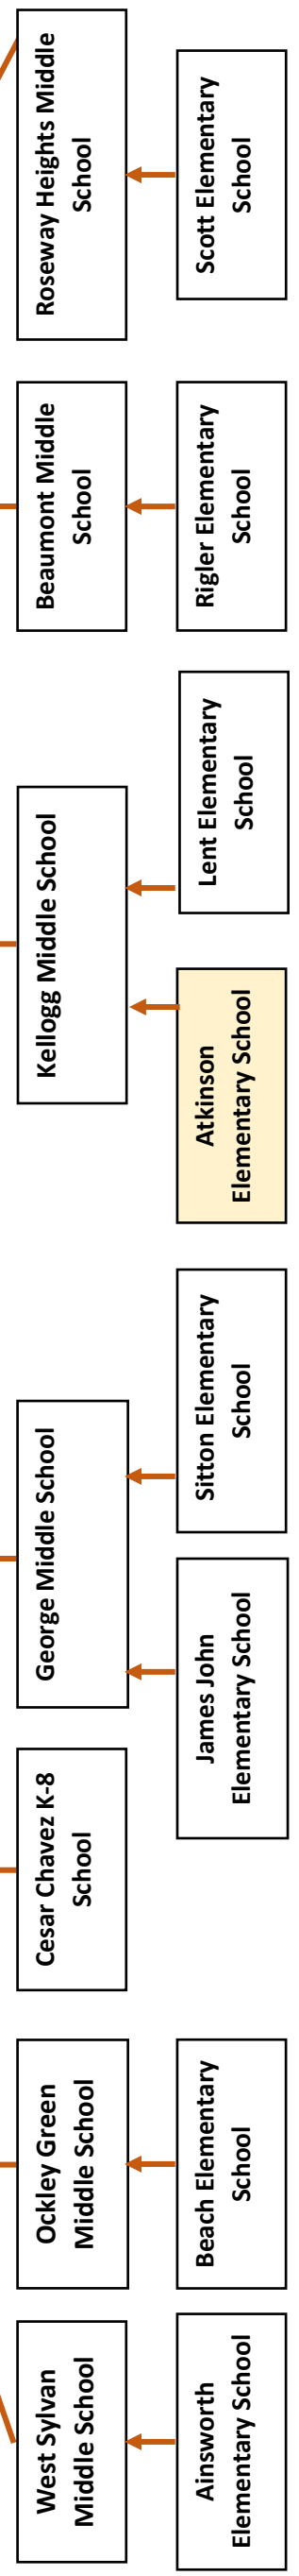 West Sylvan
Middle School
Ockley Green
Middle School
Cesar Chavez K-8
School
George Middle School
Kellogg Middle School
Beaumont Middle
School
Roseway Heights Middle
School
Ainsworth
Elementary School
Beach Elementary
School
James John
Elementary School
Sitton Elementary
School
Atkinson
Elementary School
Lent Elementary
School
Rigler Elementary
School
Scott Elementary
School